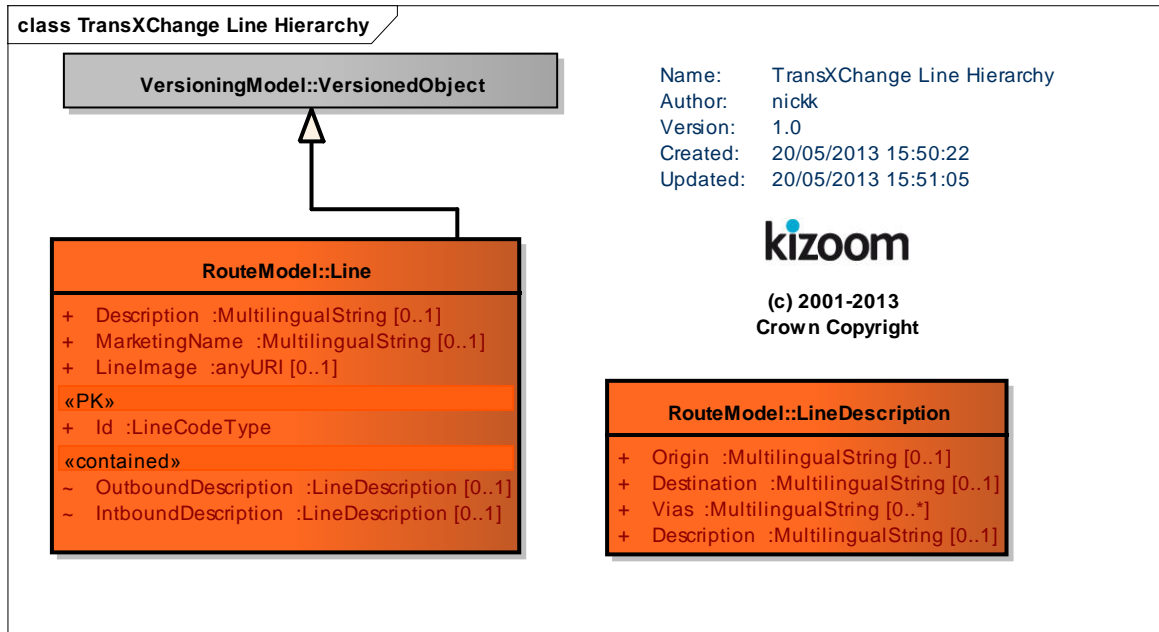 class TransXChange Line Hierarchy
VersioningModel::VersionedObject
Name: TransXChange Line Hierarchy
Author: nickk
Version: 1.0
Created: 20/05/2013 15:50:22
Updated: 20/05/2013 15:51:05
kizoom
(c) 2001-2013
Crown Copyright
RouteModel::Line
+ Description :MultilingualString [0..1]
+ MarketingName :MultilingualString [0..1]
+ LineImage :anyURI [0..1]
«PK»
+ Id :LineCodeType
«contained»
~ OutboundDescription :LineDescription [0..1]
~ IntboundDescription :LineDescription [0..1]
RouteModel::LineDescription
+ Origin :MultilingualString [0..1]
+ Destination :MultilingualString [0..1]
+ Vias :MultilingualString [0..*]
+ Description :MultilingualString [0..1]